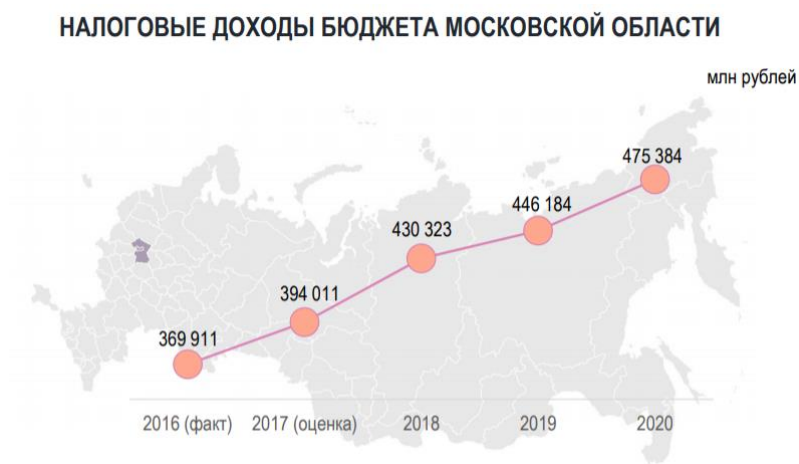 НАЛОГОВЫЕ ДОХОДЫ БЮДЖЕТА МОСКОВСКОЙ ОБЛАСТИ
млн рублей
475 384
446 184
430 323
394 011
369 911
2016 (факт) 2017 (оценка) 2018 2019 2020